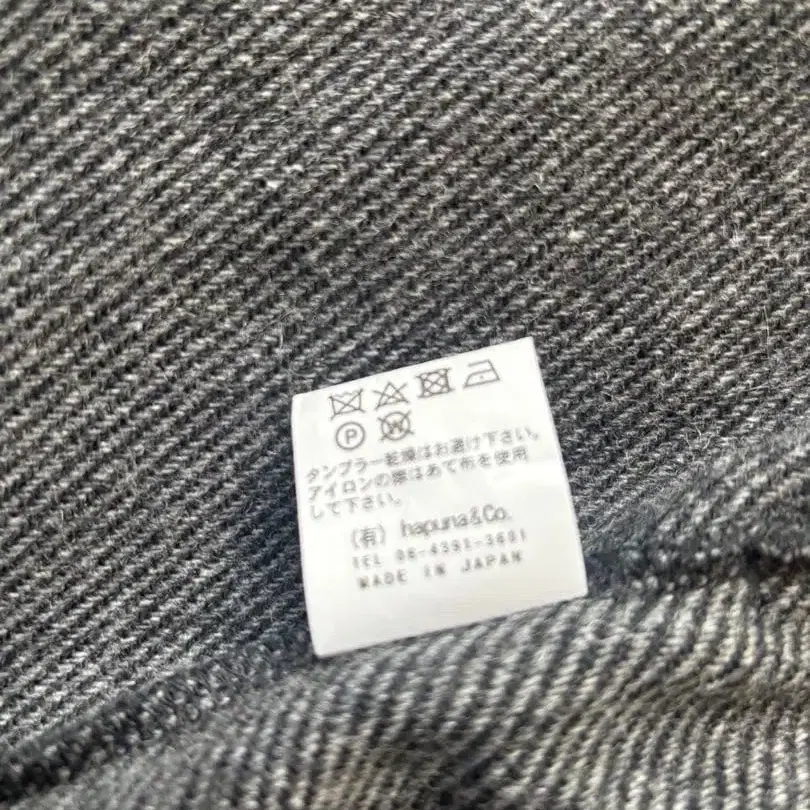 P W
タンブラー乾燥はお避け下さい。
アイロンの際はあて布を使用
して下さい。
(有) hapuna&Co.
TEL 06-4391-3601
MADE IN JAPAN